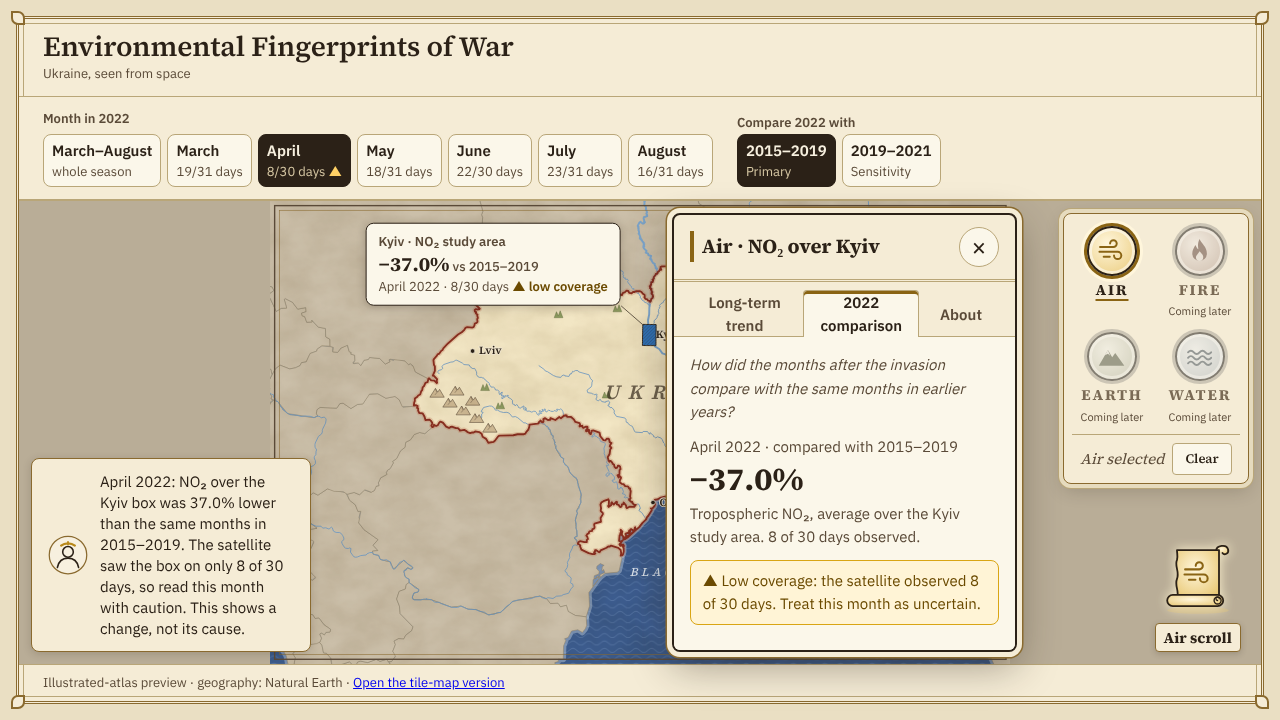 Environmental Fingerprints of War
Ukraine, seen from space
Month in 2022
March–August
whole season
March
19/31 days
April
8/30 days ▲
May
18/31 days
June
22/30 days
July
23/31 days
August
16/31 days
Compare 2022 with
2015–2019
Primary
2019–2021
Sensitivity
Kyiv · NO₂ study area
−37.0% vs 2015–2019
April 2022 · 8/30 days ▲ low coverage
Lviv
Air · NO₂ over Kyiv
×
Long-term
trend
2022
comparison
About
How did the months after the invasion
compare with the same months in earlier
years?
April 2022 · compared with 2015–2019
−37.0%
Tropospheric NO₂, average over the Kyiv
study area. 8 of 30 days observed.
▲ Low coverage: the satellite observed 8
of 30 days. Treat this month as uncertain.
AIR
FIRE
Coming later
EARTH
Coming later
WATER
Coming later
Air selected
Clear
April 2022: NO₂ over the
Kyiv box was 37.0% lower
than the same months in
2015–2019. The satellite
saw the box on only 8 of 30
days, so read this month
with caution. This shows a
change, not its cause.
Air scroll
Illustrated-atlas preview · geography: Natural Earth · Open the tile-map version